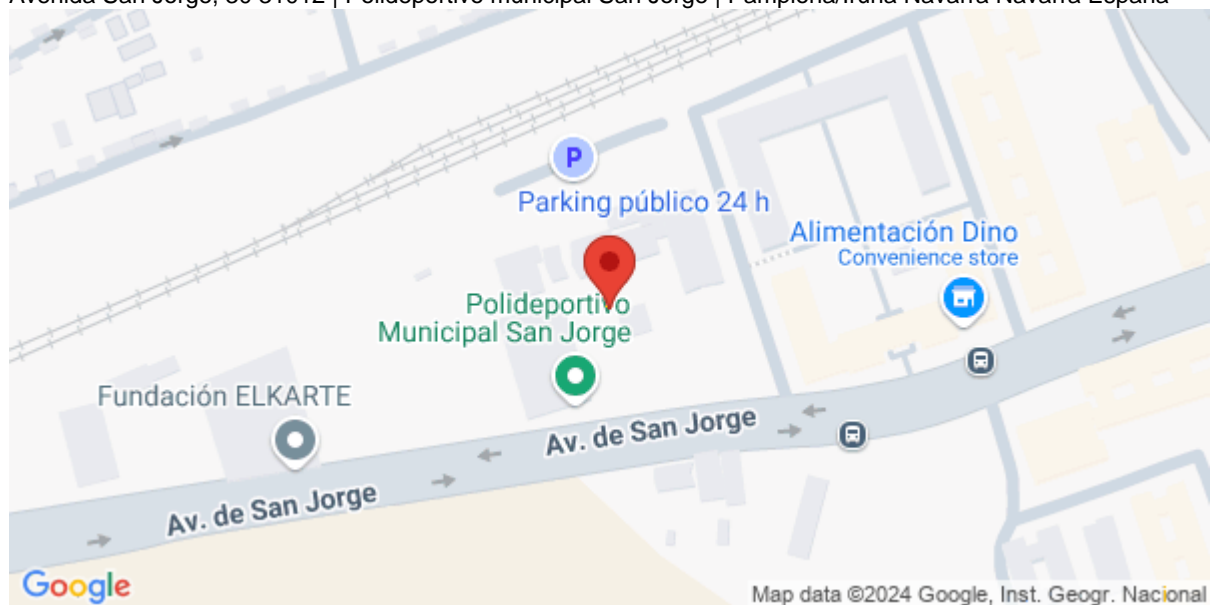 P
Parking público 24 h
Alimentación Dino
Convenience store
Polideportivo
Municipal San Jorge
Fundación ELKARTE
Av. de San Jorge
Av. de San Jorge
Google
Map data ©2024 Google, Inst. Geogr. Nacional